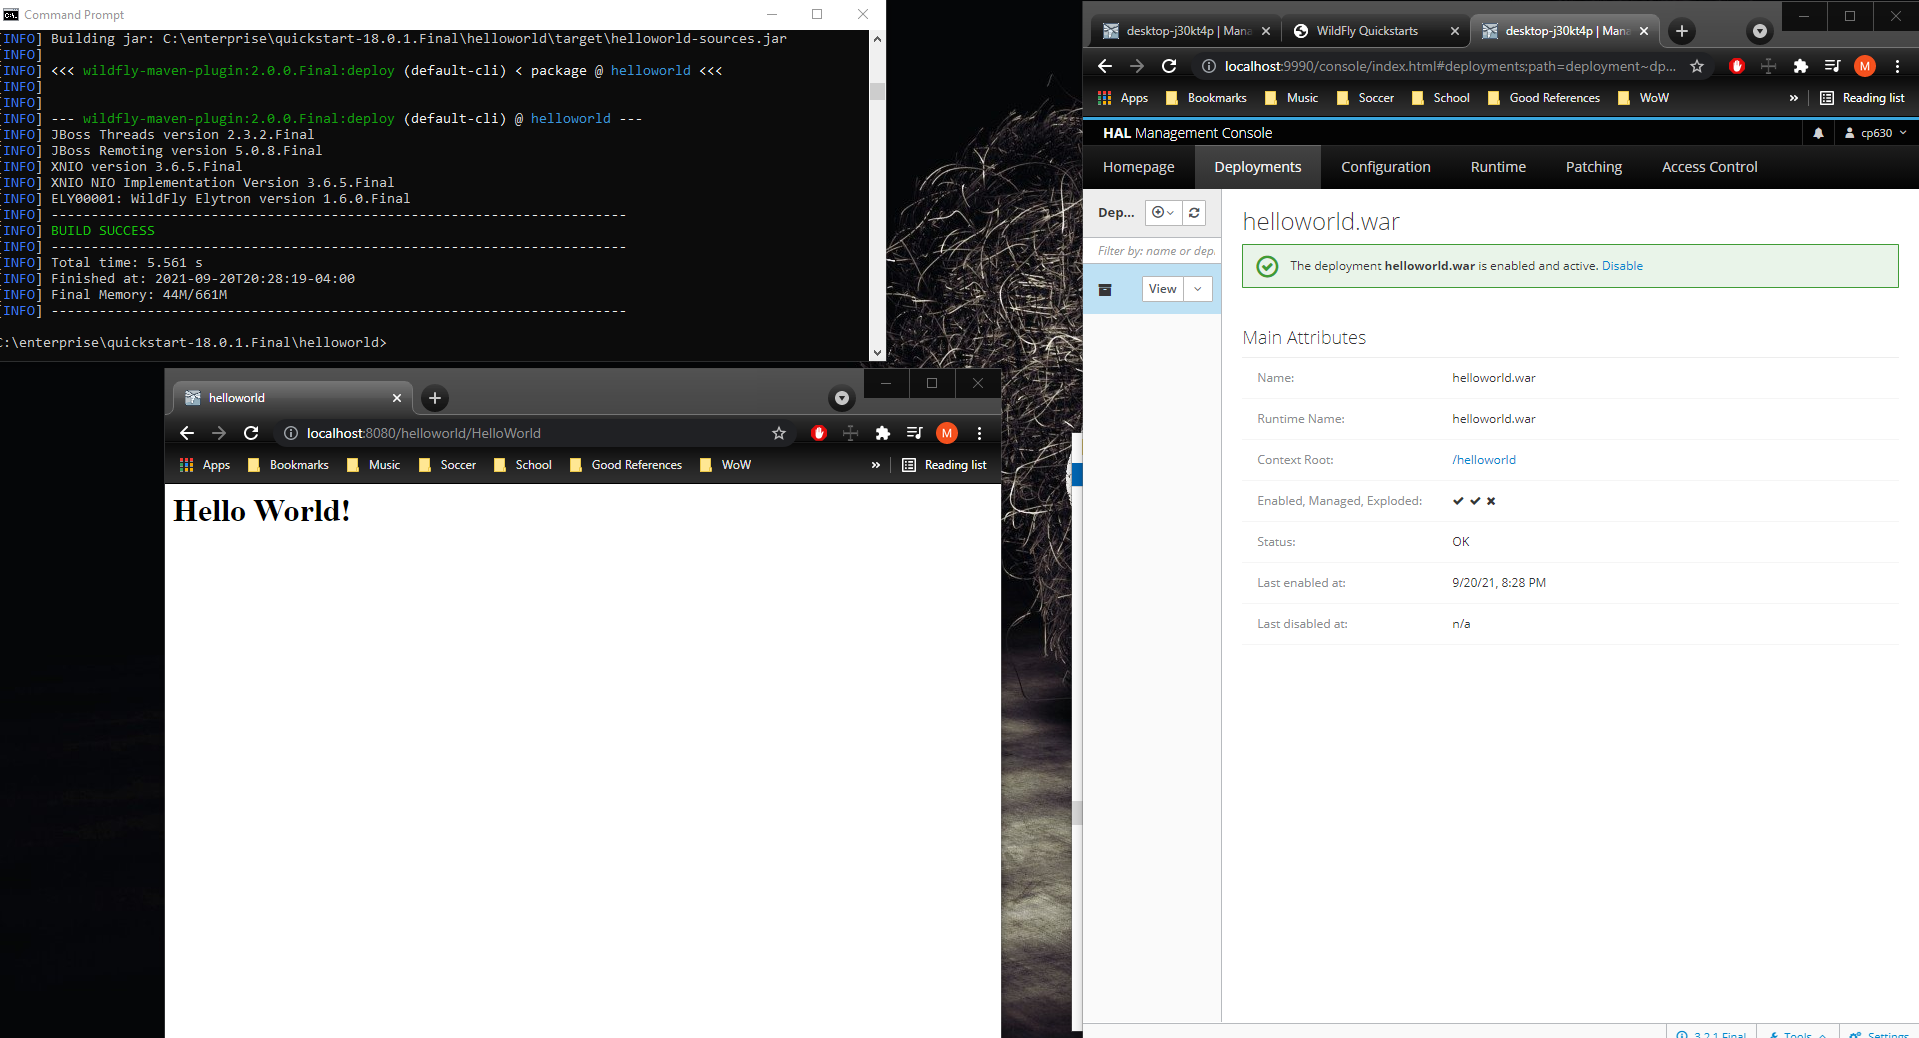 Command Prompt
[INFO] Building jar: C:\enterprise\quickstart-18.0.1.Final\helloworld\target\helloworld-sources.jar
[INFO]
[INFO] <<< wildfly-maven-plugin:2.0.0.Final:deploy (default-cli) < package @ helloworld <<<
[INFO]
[INFO]
[INFO] --- wildfly-maven-plugin:2.0.0.Final:deploy (default-cli) @ helloworld ---
[INFO] JBoss Threads version 2.3.2.Final
[INFO] JBoss Remoting version 5.0.8.Final
[INFO] XNIO version 3.6.5.Final
[INFO] XNIO NIO Implementation Version 3.6.5.Final
[INFO] ELY00001: WildFly Elytron version 1.6.0.Final
[INFO] ------------------------------------------------------------------------
[INFO] BUILD SUCCESS
[INFO] ------------------------------------------------------------------------
[INFO] Total time: 5.561 s
[INFO] Finished at: 2021-09-20T20:28:19-04:00
[INFO] Final Memory: 44M/661M
[INFO] ------------------------------------------------------------------------
C:\enterprise\quickstart-18.0.1.Final\helloworld>
helloworld
localhost:8080/helloworld/HelloWorld
M
Apps Bookmarks Music Soccer School Good References WoW » Reading list
Hello World!
desktop-j30kt4p | Mana WildFly Quickstarts desktop-j30kt4p | Mana
localhost:9990/console/index.html#deployments;path=deployment~dp...
M
Apps Bookmarks Music Soccer School Good References WoW » Reading list
HAL Management Console cp630
Homepage Deployments Configuration Runtime Patching Access Control
Dep...
Filter by: name or dep
View
helloworld.war
The deployment helloworld.war is enabled and active. Disable
Main Attributes
Name: helloworld.war
Runtime Name: helloworld.war
Context Root: /helloworld
Enabled, Managed, Exploded:
Status: OK
Last enabled at: 9/20/21, 8:28 PM
Last disabled at: n/a
3.2.1.Final Tools Settings